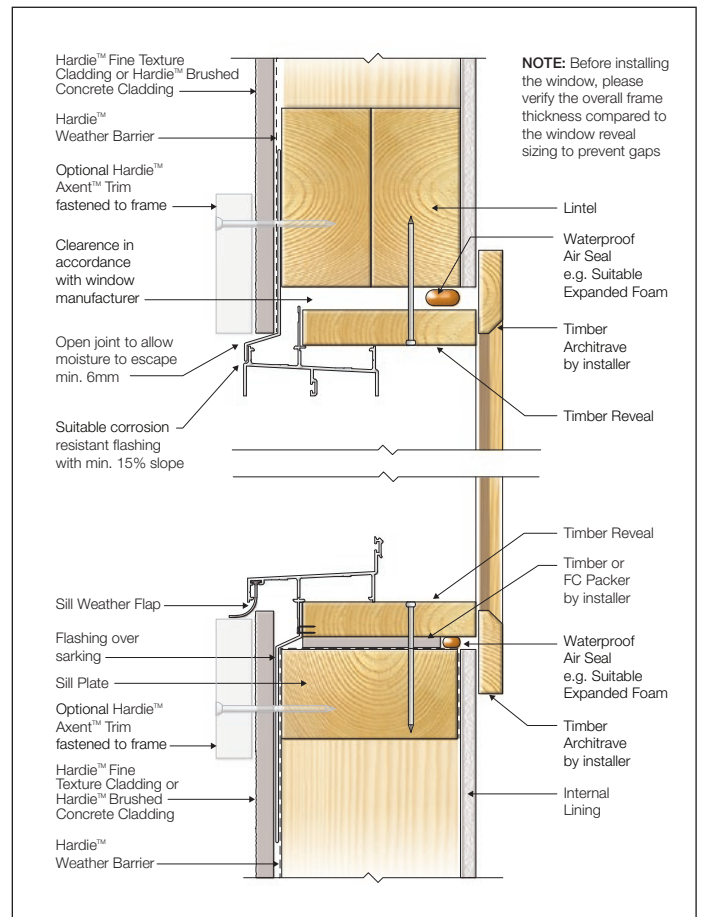 Hardie™ Fine Texture
Cladding or Hardie™ Brushed
Concrete Cladding
Hardie™
Weather Barrier
Optional Hardie™
Axent™ Trim
fastened to frame
Clearence in
accordance
with window
manufacturer
Open joint to allow
moisture to escape
min. 6mm
Suitable corrosion
resistant flashing
with min. 15% slope
NOTE: Before installing
the window, please
verify the overall frame
thickness compared to
the window reveal
sizing to prevent gaps
Lintel
Waterproof
Air Seal
e.g. Suitable
Expanded Foam
Timber
Architrave
by installer
Timber Reveal
Sill Weather Flap
Flashing over
sarking
Sill Plate
Optional Hardie™
Axent™ Trim
fastened to frame
Hardie™ Fine
Texture Cladding or
Hardie™ Brushed
Concrete Cladding
Hardie™
Weather Barrier
Timber Reveal
Timber or
FC Packer
by installer
Waterproof
Air Seal
e.g. Suitable
Expanded Foam
Timber
Architrave
by installer
Internal
Lining